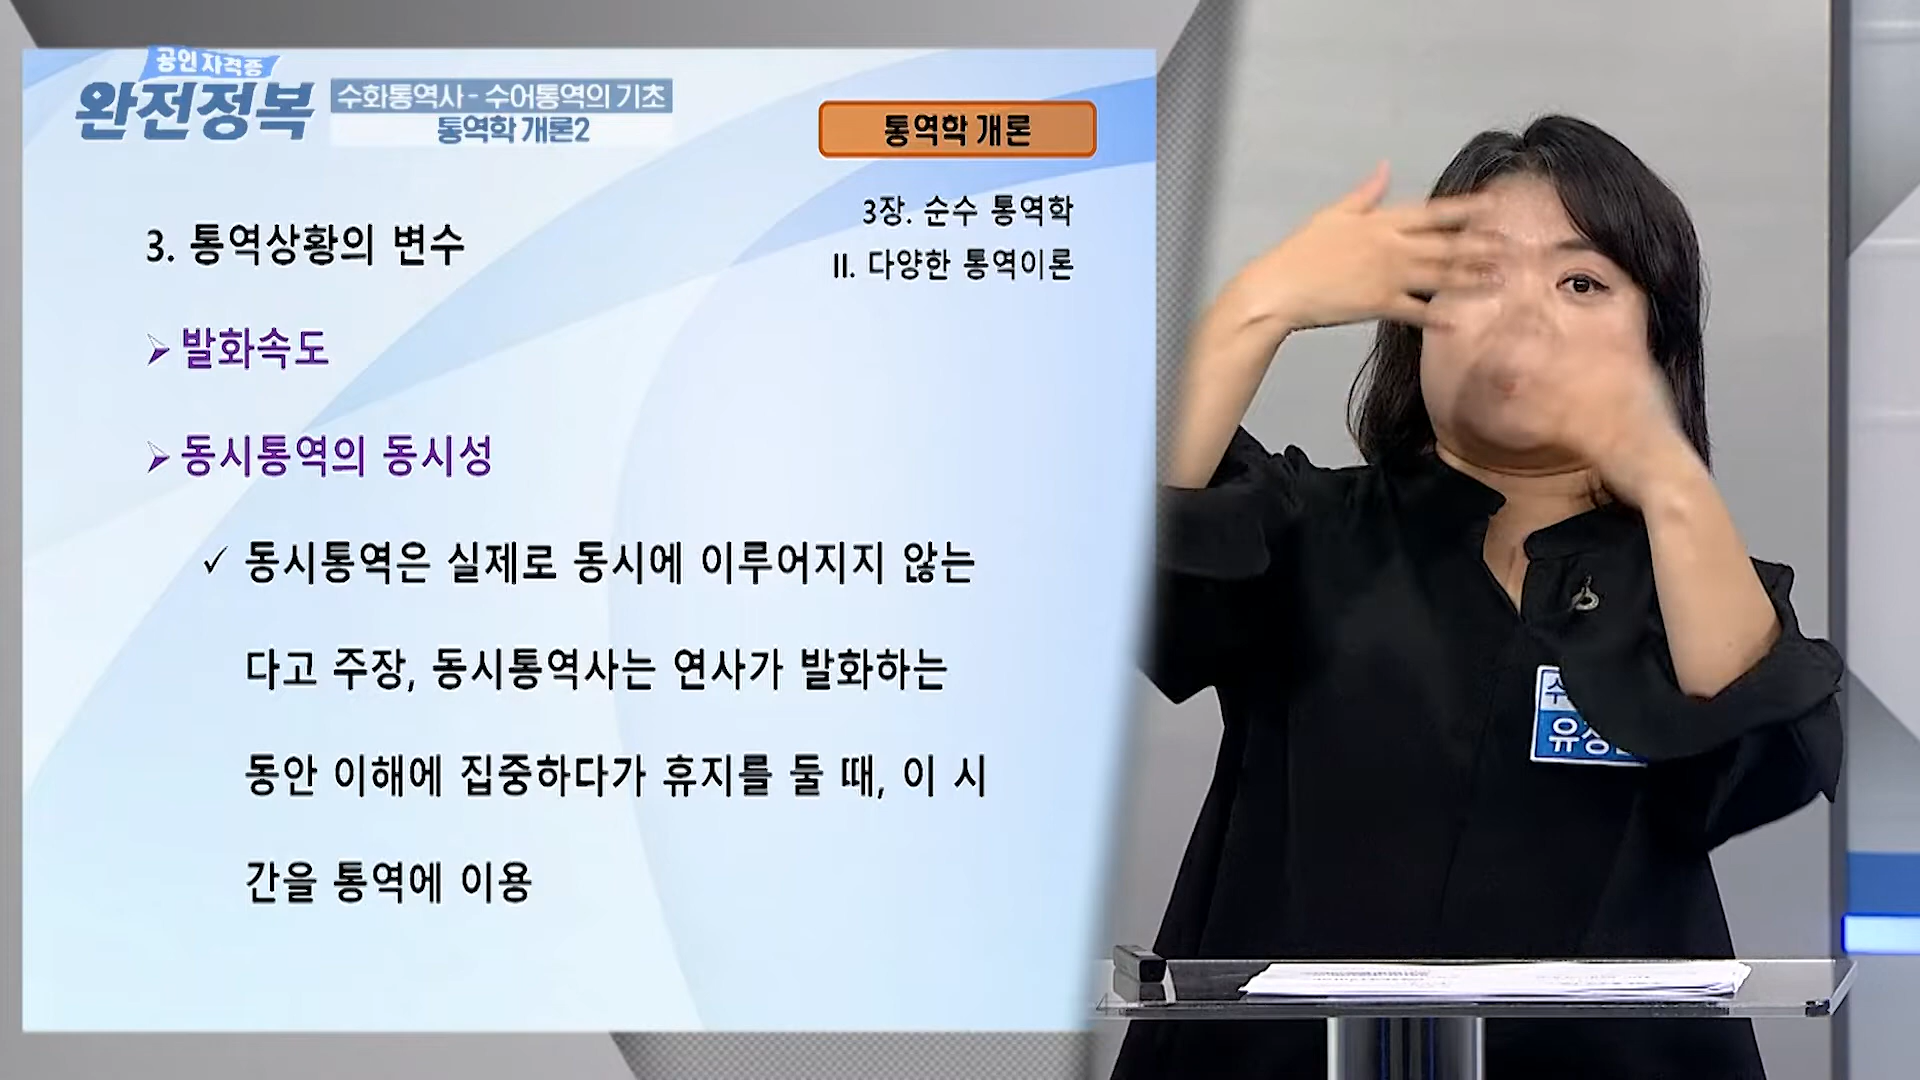 공인 자격증
완전정복
수화통역사 - 수어통역의 기초
통역학 개론2
통역학 개론
3장. 순수 통역학
II. 다양한 통역이론
3. 통역상황의 변수
➢ 발화속도
➢ 동시통역의 동시성
✓ 동시통역은 실제로 동시에 이루어지지 않는
다고 주장, 동시통역사는 연사가 발화하는
동안 이해에 집중하다가 휴지를 둘 때, 이 시
간을 통역에 이용